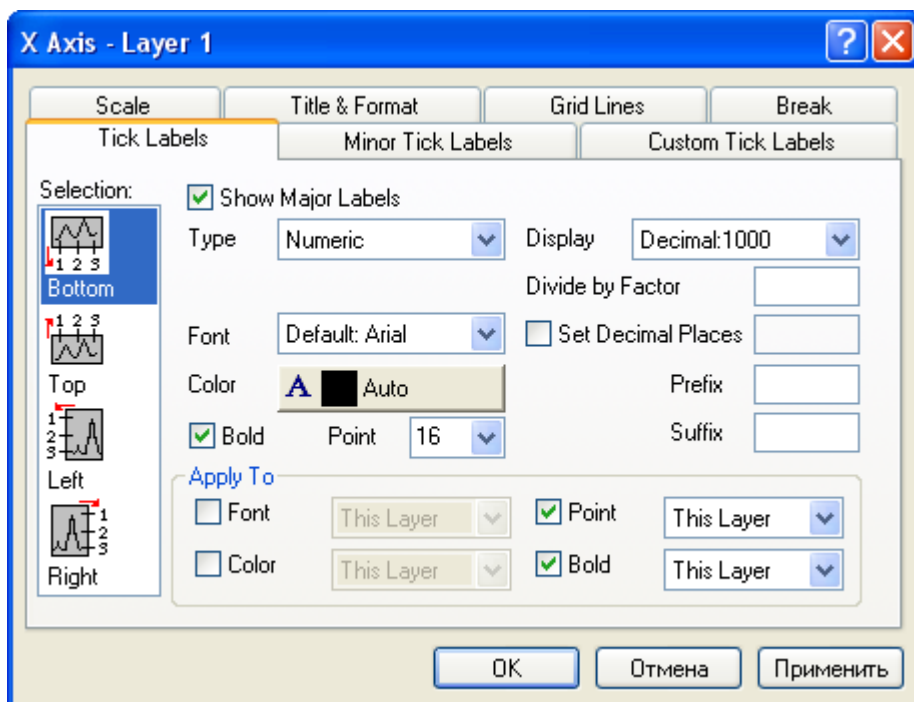 X Axis - Layer 1
Scale Title & Format Grid Lines Break
Tick Labels Minor Tick Labels Custom Tick Labels
Selection:
1 2 3
Bottom
1 2 3
Top
1
2
3
Left
1
2
3
Right
Show Major Labels
Type Numeric Display Decimal:1000
Divide by Factor
Font Default: Arial Set Decimal Places
Color A Auto Prefix
Bold Point 16 Suffix
Apply To
Font This Layer Point This Layer
Color This Layer Bold This Layer
OK Отмена Применить